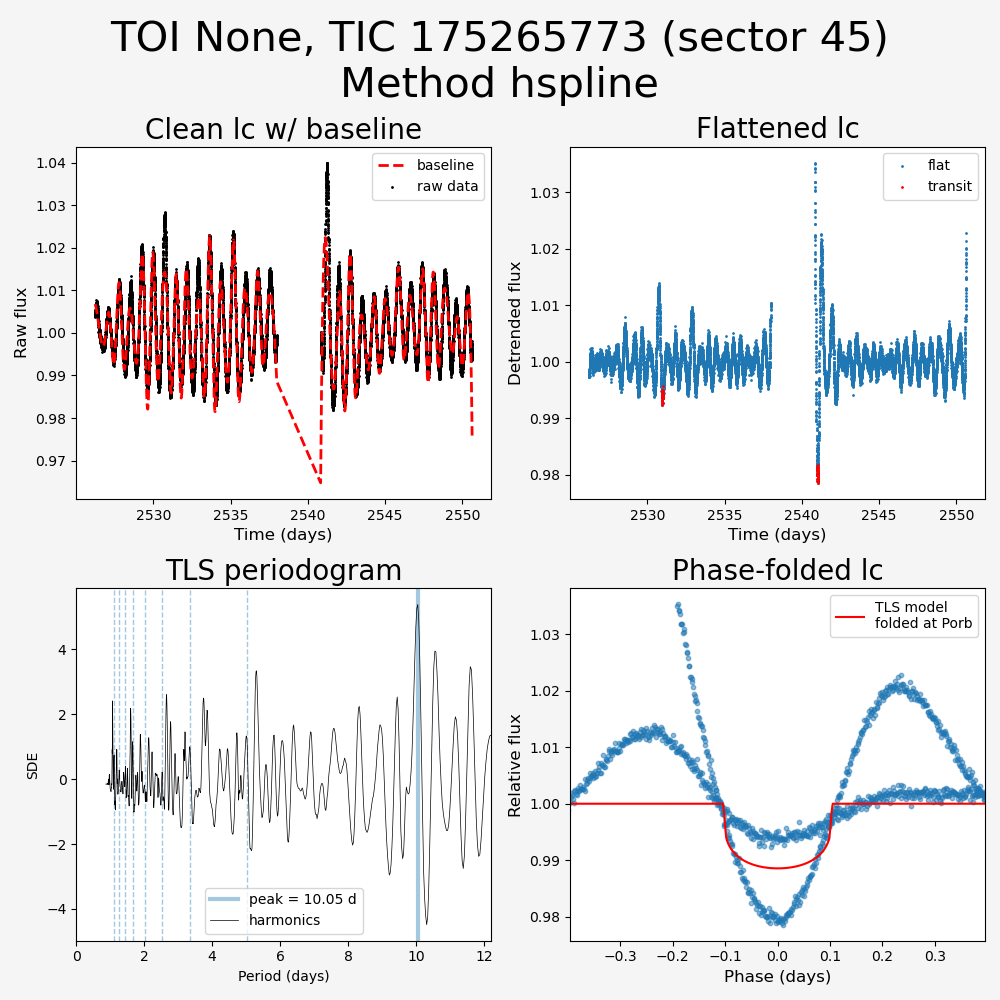 TOI None, TIC 175265773 (sector 45)
Method hspline
Clean lc w/ baseline
Flattened lc
1.04
1.03
1.02
1.01
1.00
0.99
0.98
0.97
Raw flux
baseline
raw data
2530
2535
2540
2545
2550
Time (days)
1.03
1.02
1.01
1.00
0.99
0.98
Detrended flux
flat
transit
2530
2535
2540
2545
2550
Time (days)
TLS periodogram
Phase-folded lc
4
2
0
−2
−4
SDE
peak = 10.05 d
harmonics
0
2
4
6
8
10
12
Period (days)
1.03
1.02
1.01
1.00
0.99
0.98
Relative flux
TLS model
folded at Porb
−0.3
−0.2
−0.1
0.0
0.1
0.2
0.3
Phase (days)